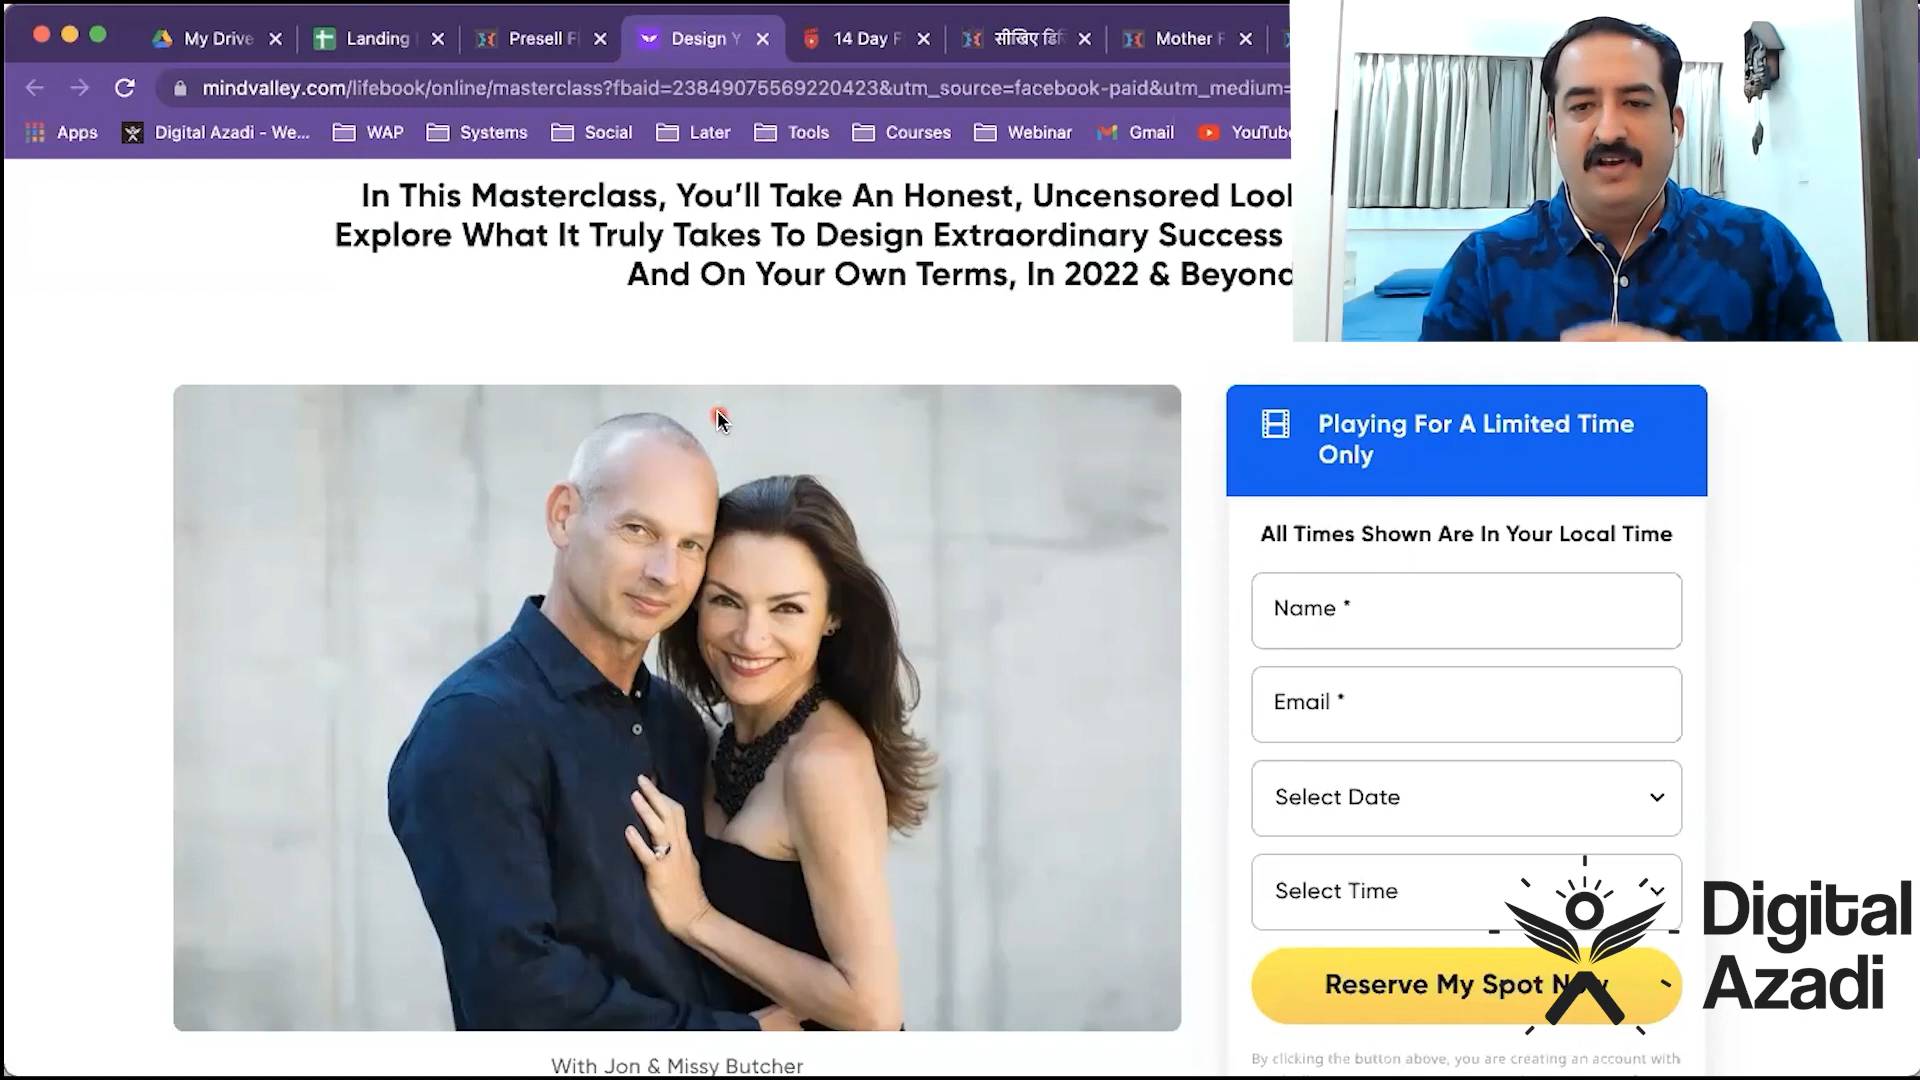 My Drive
Landing
Presell F
Design Y
14 Day F
सीखिए डि
Mother F
mindvalley.com/lifebook/online/masterclass?fbaid=23849075569220423&utm_source=facebook-paid&utm_medium=
Apps
Digital Azadi - We...
WAP
Systems
Social
Later
Tools
Courses
Webinar
Gmail
YouTube
In This Masterclass, You’ll Take An Honest, Uncensored Look
Explore What It Truly Takes To Design Extraordinary Success
And On Your Own Terms, In 2022 & Beyond
Playing For A Limited Time
Only
All Times Shown Are In Your Local Time
Name *
Email *
Select Date
Select Time
Reserve My Spot Now
Digital
Azadi
With Jon & Missy Butcher
By clicking the button above, you are creating an account with